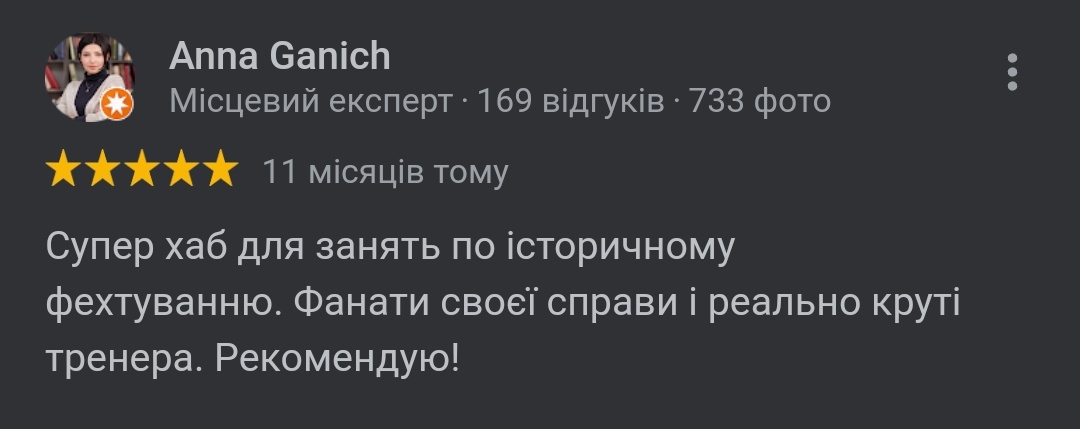 Anna Ganich
Місцевий експерт · 169 відгуків · 733 фото
11 місяців тому
Супер хаб для занять по історичному
фехтуванню. Фанати своєї справи і реально круті
тренера. Рекомендую!